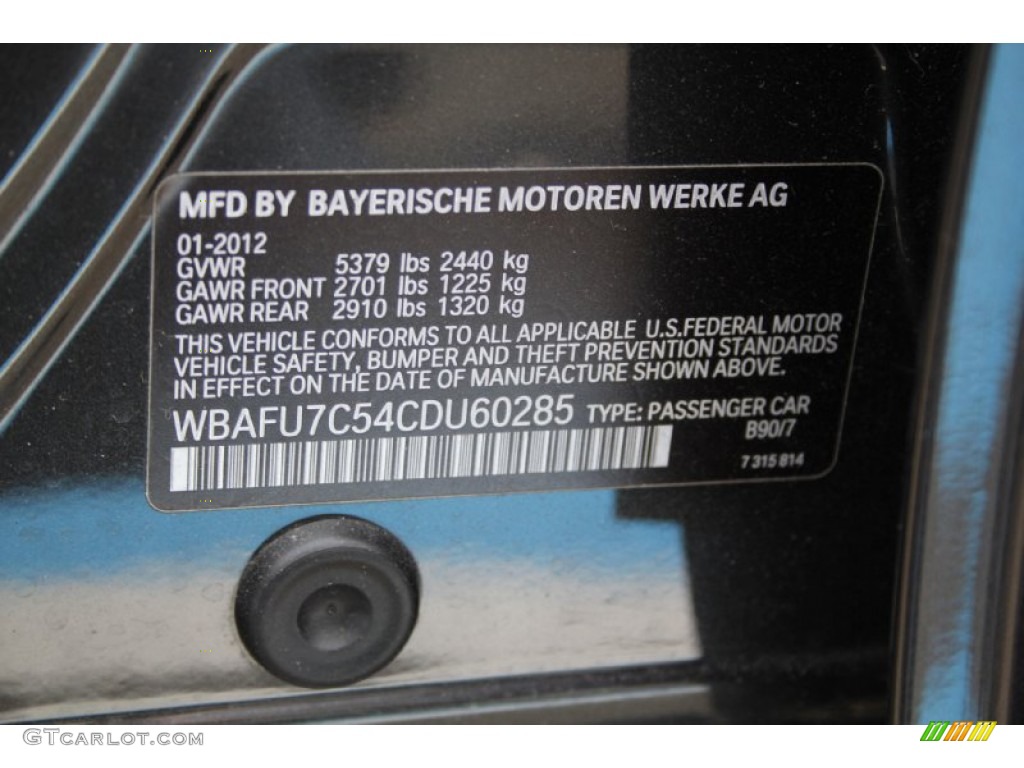 MFD BY BAYERISCHE MOTOREN WERKE AG
01-2012
GVWR 5379 lbs 2440 kg
GAWR FRONT 2701 lbs 1225 kg
GAWR REAR 2910 lbs 1320 kg
THIS VEHICLE CONFORMS TO ALL APPLICABLE U.S.FEDERAL MOTOR
VEHICLE SAFETY, BUMPER AND THEFT PREVENTION STANDARDS
IN EFFECT ON THE DATE OF MANUFACTURE SHOWN ABOVE.
WBAFU7C54CDU60285 TYPE: PASSENGER CAR
B90/7
7 315 814
GTCarLot.com